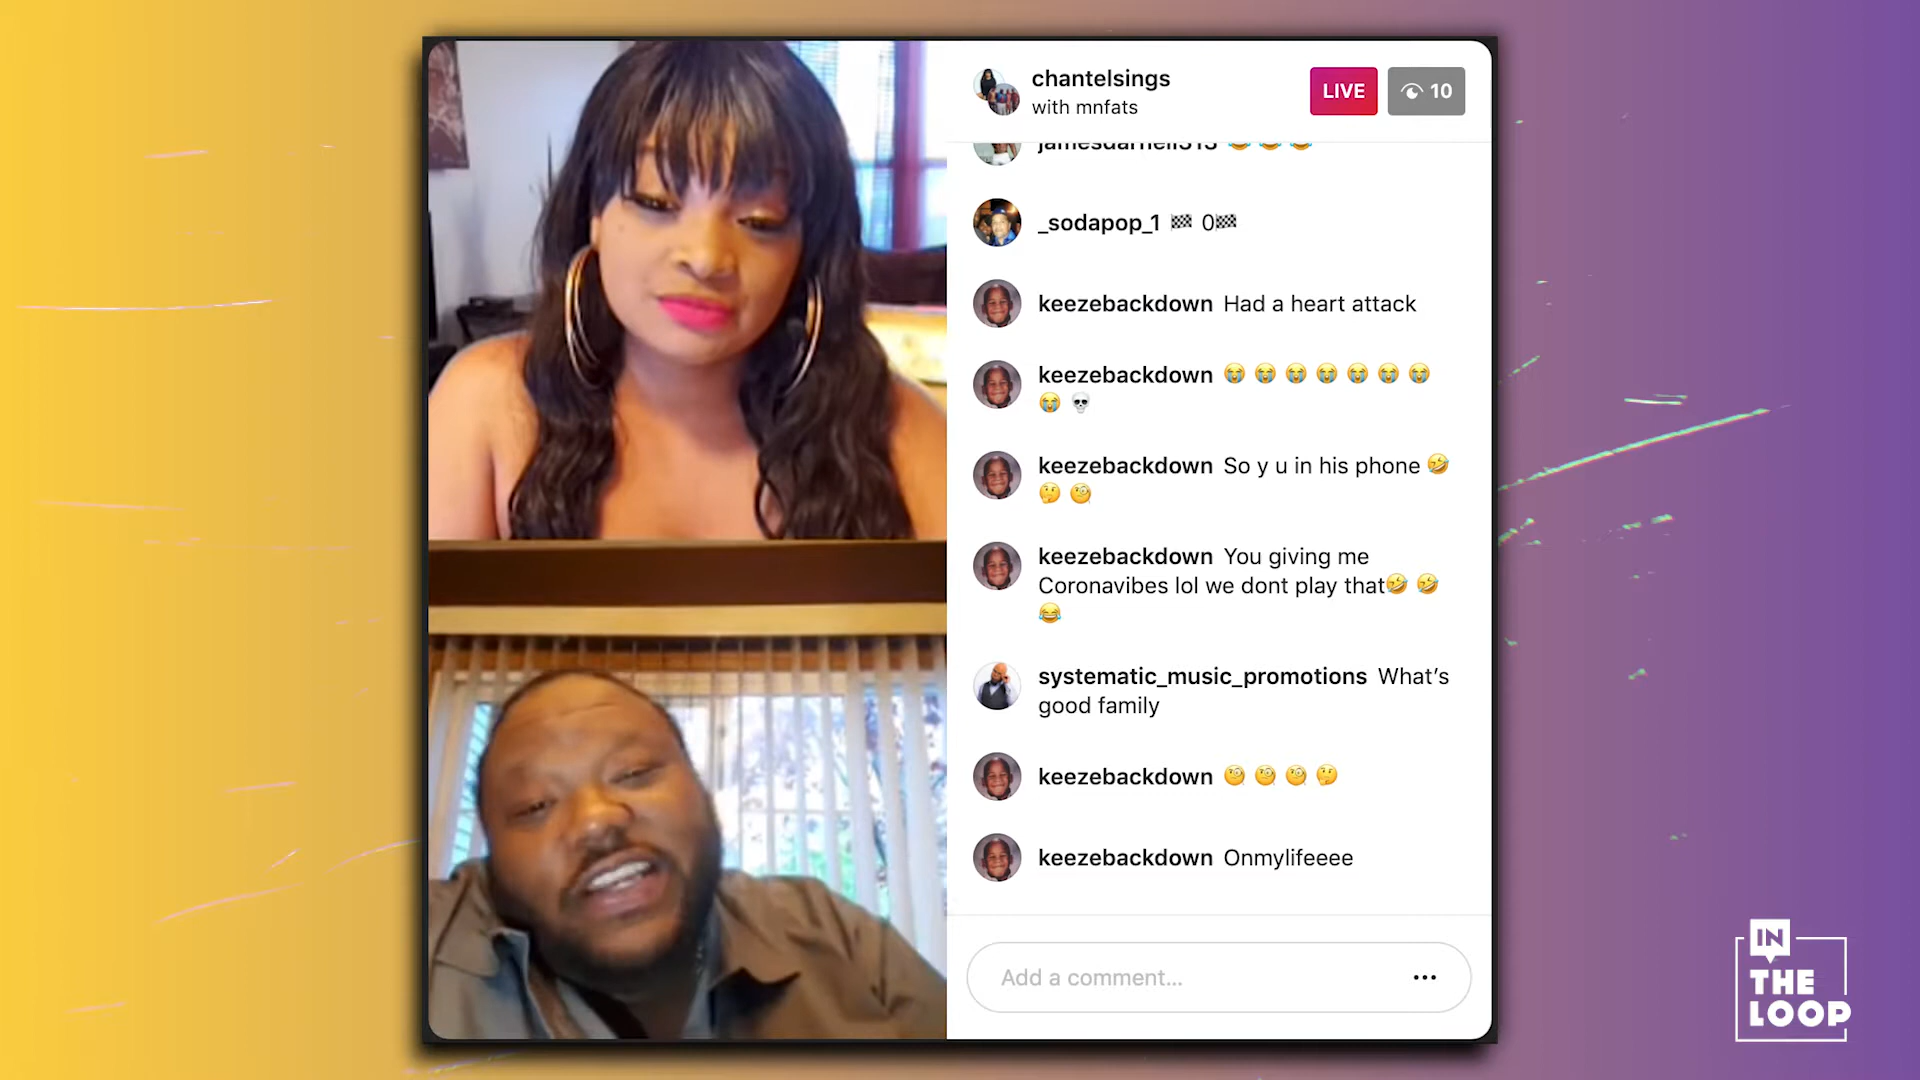 chantelsings
with mnfats
LIVE
10
jamesdarnell313 😂 😂 😂
_sodapop_1 🏁 0🏁
keezebackdown Had a heart attack
keezebackdown 😭 😭 😭 😭 😭 😭 😭
😭 💀
keezebackdown So y u in his phone 🤣
🤔 🧐
keezebackdown You giving me
Coronavibes lol we dont play that🤣 🤣
😂
systematic_music_promotions What’s
good family
keezebackdown 🧐 🧐 🧐 🤔
keezebackdown Onmylifeeee
Add a comment...
IN
THE
LOOP